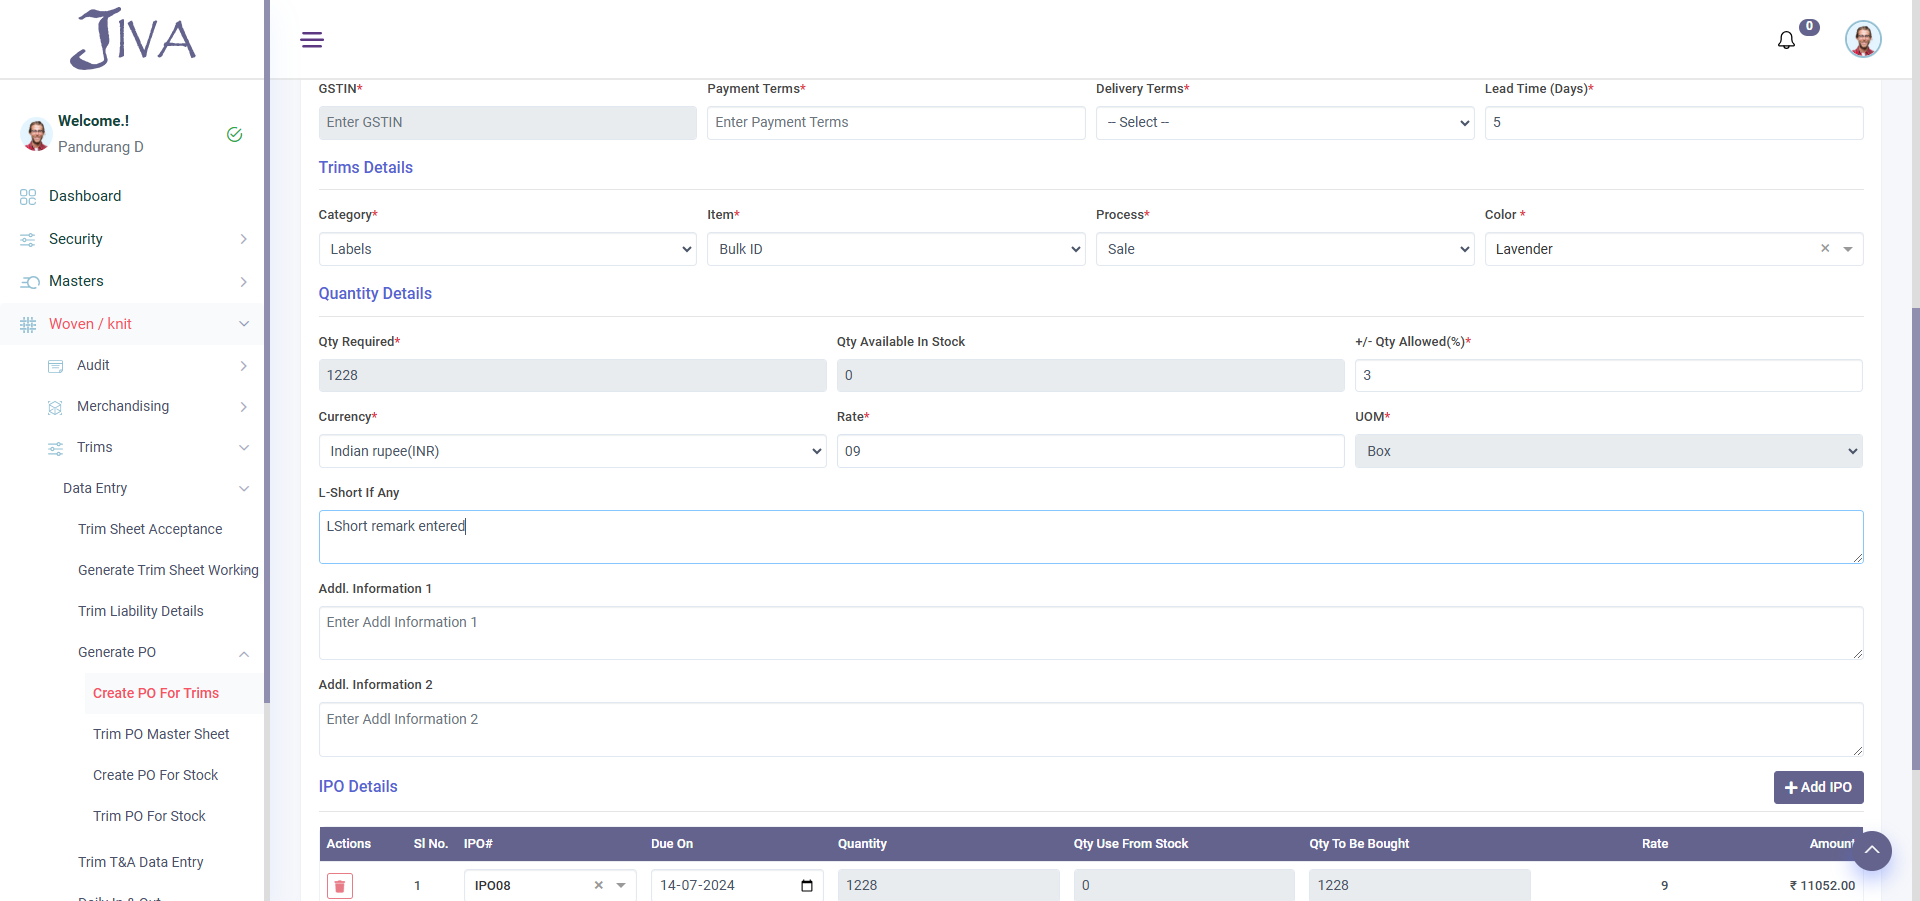 JIVA
0
Welcome.!
Pandurang D
Dashboard
Security
Masters
Woven / knit
Audit
Merchandising
Trims
Data Entry
Trim Sheet Acceptance
Generate Trim Sheet Working
Trim Liability Details
Generate PO
Create PO For Trims
Trim PO Master Sheet
Create PO For Stock
Trim PO For Stock
Trim T&A Data Entry
Daily In & Out
GSTIN* Payment Terms* Delivery Terms* Lead Time (Days)*
Enter GSTIN Enter Payment Terms -- Select -- 5
Trims Details
Category* Item* Process* Color *
Labels Bulk ID Sale Lavender
Quantity Details
Qty Required* Qty Available In Stock +/- Qty Allowed(%)*
1228 0 3
Currency* Rate* UOM*
Indian rupee(INR) 09 Box
L-Short If Any
LShort remark entered
Addl. Information 1
Enter Addl Information 1
Addl. Information 2
Enter Addl Information 2
IPO Details + Add IPO
Actions Sl No. IPO# Due On Quantity Qty Use From Stock Qty To Be Bought Rate Amount
1 IPO08 14-07-2024 1228 0 1228 9 ₹ 11052.00